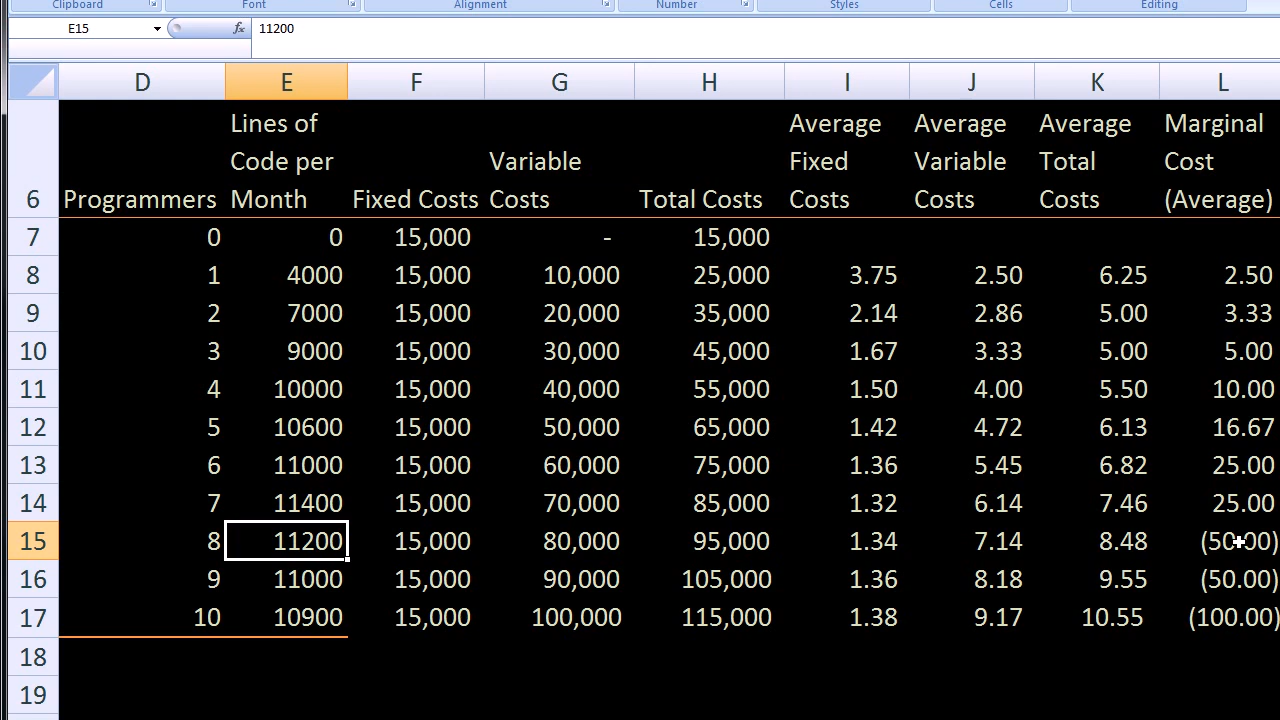 Clipboard Font Alignment Number Styles Cells Editing
E15 fx 11200
D E F G H I J K L
Lines of Average Average Average Marginal
Code per Variable Fixed Variable Total Cost
6 Programmers Month Fixed Costs Costs Total Costs Costs Costs Costs (Average)
7 0 0 15,000 - 15,000
8 1 4000 15,000 10,000 25,000 3.75 2.50 6.25 2.50
9 2 7000 15,000 20,000 35,000 2.14 2.86 5.00 3.33
10 3 9000 15,000 30,000 45,000 1.67 3.33 5.00 5.00
11 4 10000 15,000 40,000 55,000 1.50 4.00 5.50 10.00
12 5 10600 15,000 50,000 65,000 1.42 4.72 6.13 16.67
13 6 11000 15,000 60,000 75,000 1.36 5.45 6.82 25.00
14 7 11400 15,000 70,000 85,000 1.32 6.14 7.46 25.00
15 8 11200 15,000 80,000 95,000 1.34 7.14 8.48 (50.00)
16 9 11000 15,000 90,000 105,000 1.36 8.18 9.55 (50.00)
17 10 10900 15,000 100,000 115,000 1.38 9.17 10.55 (100.00)
18
19